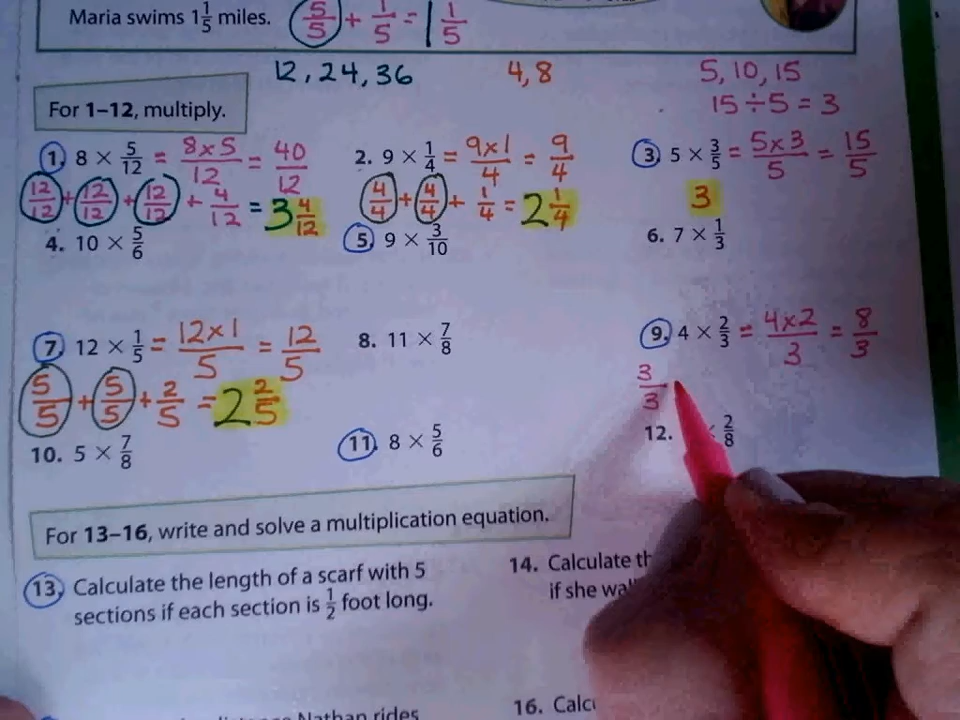 Maria swims 1 1/5 miles. 5/5 + 1/5 = 1 1/5
12, 24, 36 4, 8 5, 10, 15
For 1–12, multiply. 15 ÷ 5 = 3
1. 8 × 5/12 = 8 x 5/12 = 40/12 2. 9 × 1/4 = 9 x 1/4 = 9/4 3. 5 × 3/5 = 5 x 3/5 = 15/5
12/12 + 12/12 + 12/12 + 4/12 = 3 4/12 4/4 + 4/4 + 1/4 = 2 1/4 3
4. 10 × 5/6 5. 9 × 3/10 6. 7 × 1/3
7. 12 × 1/5 = 12 x 1/5 = 12/5 8. 11 × 7/8 9. 4 × 2/3 = 4 x 2/3 = 8/3
5/5 + 5/5 + 2/5 = 2 2/5 3/3
10. 5 × 7/8 11. 8 × 5/6 12. × 2/8
For 13–16, write and solve a multiplication equation.
13. Calculate the length of a scarf with 5
sections if each section is 1/2 foot long.
14. Calculate
if she
Nathan rides
16.